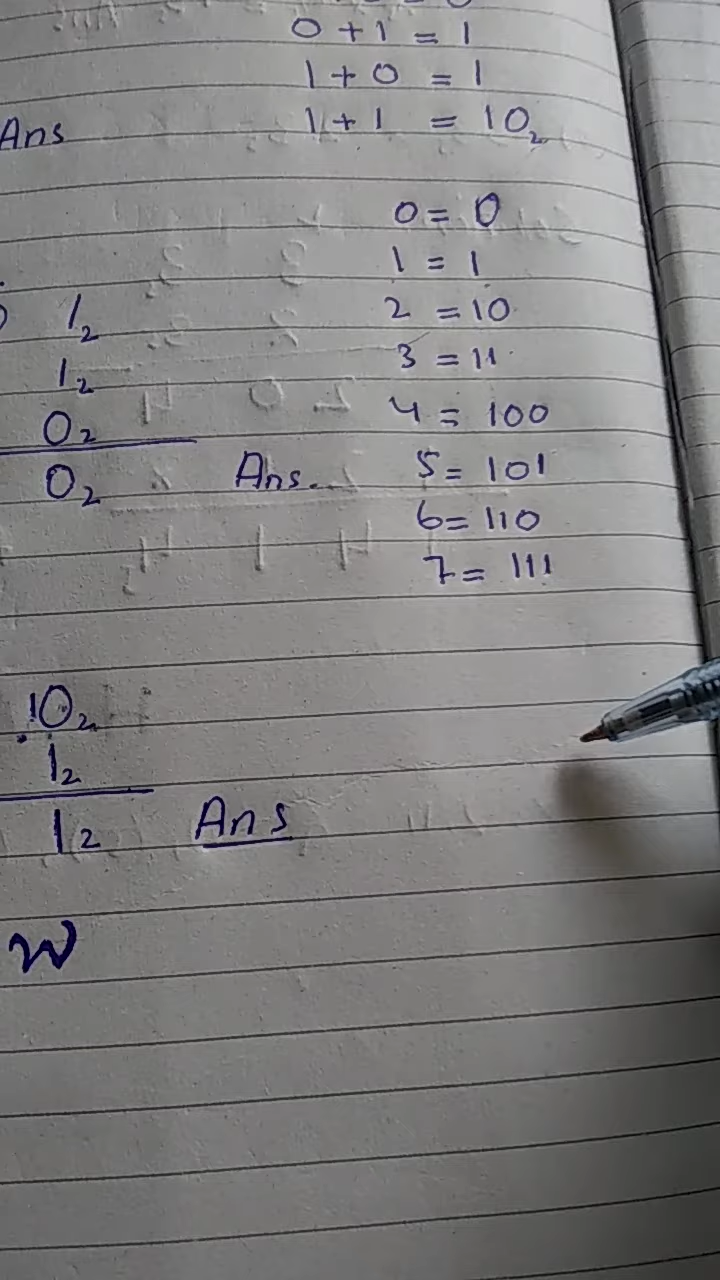 0 + 1 = 1
1 + 0 = 1
Ans 1 + 1 = 10₂
0 = 0
1 = 1
1₂ 2 = 10
1₂ 3 = 11
0₂ 4 = 100
0₂ Ans. 5 = 101
6 = 110
7 = 111
10₂
1₂
1₂ Ans
W